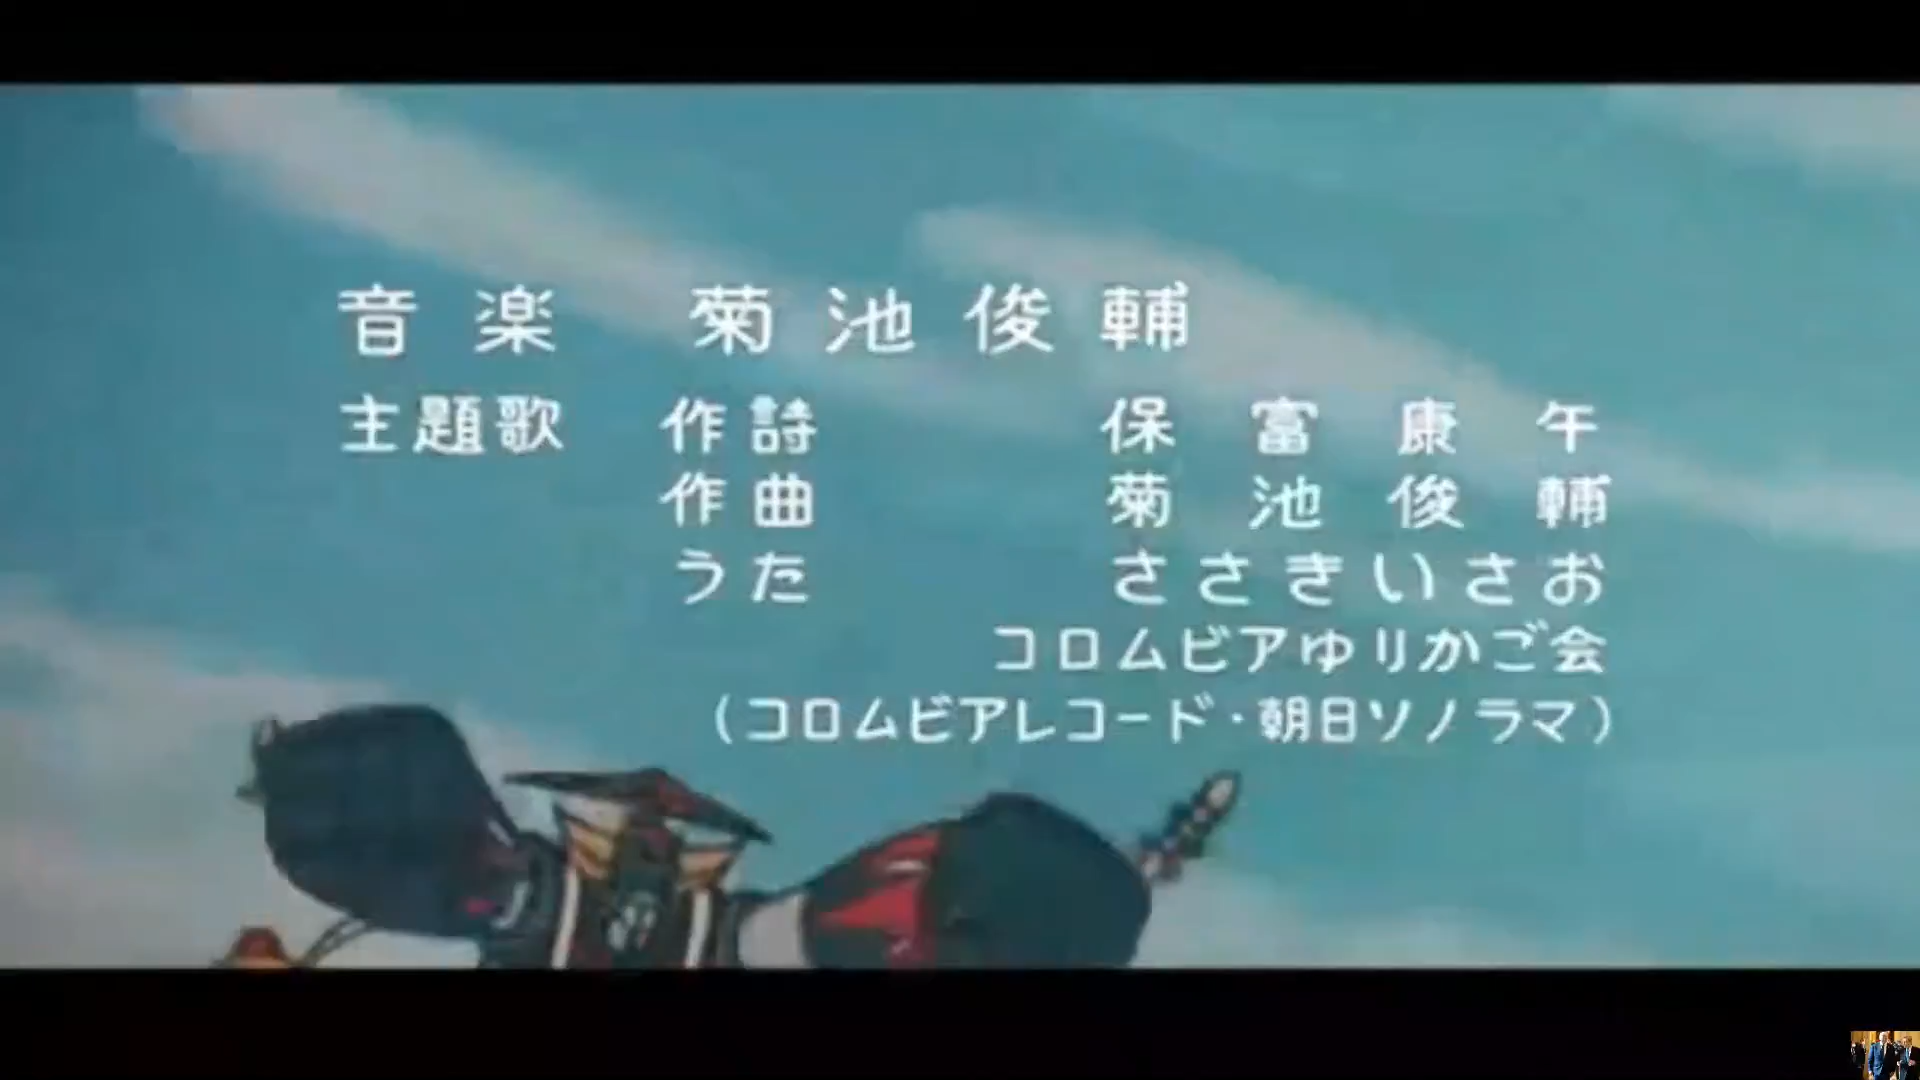 音楽 菊池俊輔
主題歌 作詩 保富康午
作曲 菊池俊輔
うた ささきいさお
コロムビアゆりかご会
(コロムビアレコード・朝日ソノラマ)